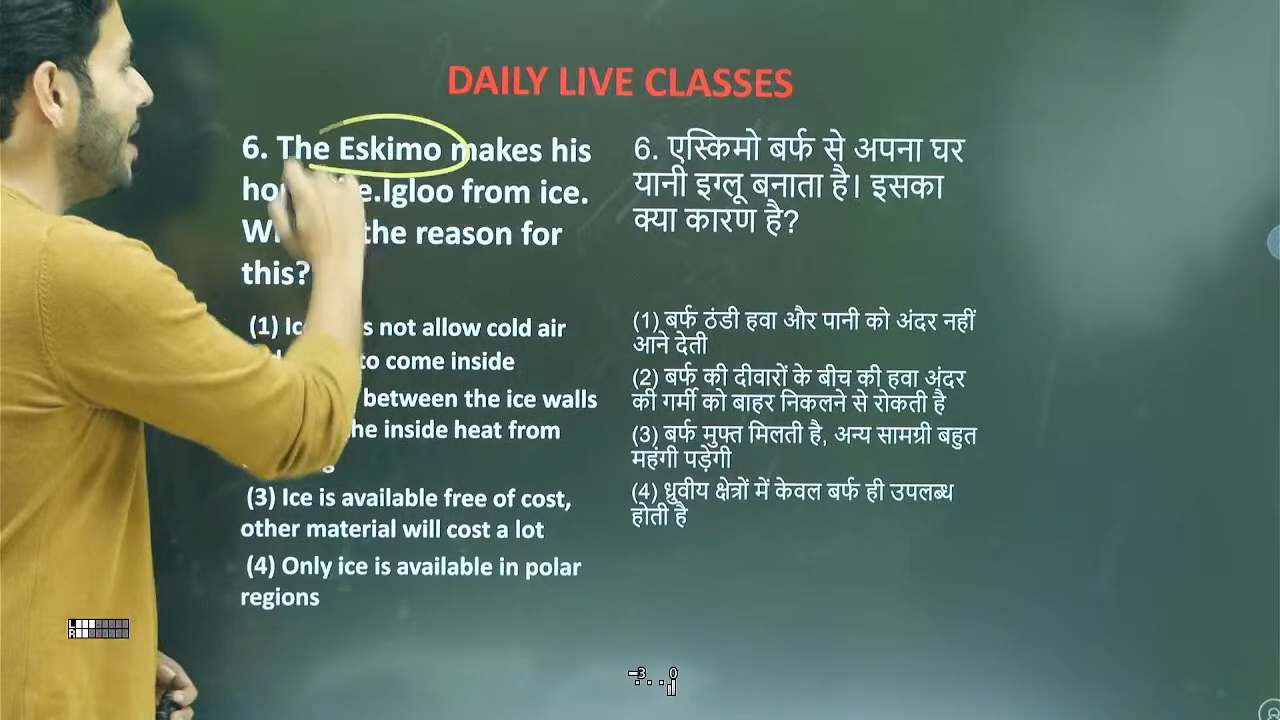 DAILY LIVE CLASSES
6. The Eskimo makes his
.Igloo from ice.
the reason for
this?
(1) not allow cold air
to come inside
between the ice walls
inside heat from
(3) Ice is available free of cost,
other material will cost a lot
(4) Only ice is available in polar
regions
6. एस्किमो बर्फ से अपना घर
यानी इग्लू बनाता है। इसका
क्या कारण है?
(1) बर्फ ठंडी हवा और पानी को अंदर नहीं
आने देती
(2) बर्फ की दीवारों के बीच की हवा अंदर
की गर्मी को बाहर निकलने से रोकती है
(3) बर्फ मुफ्त मिलती है, अन्य सामग्री बहुत
महंगी पड़ेगी
(4) ध्रुवीय क्षेत्रों में केवल बर्फ ही उपलब्ध
होती है
L
R
-3 0